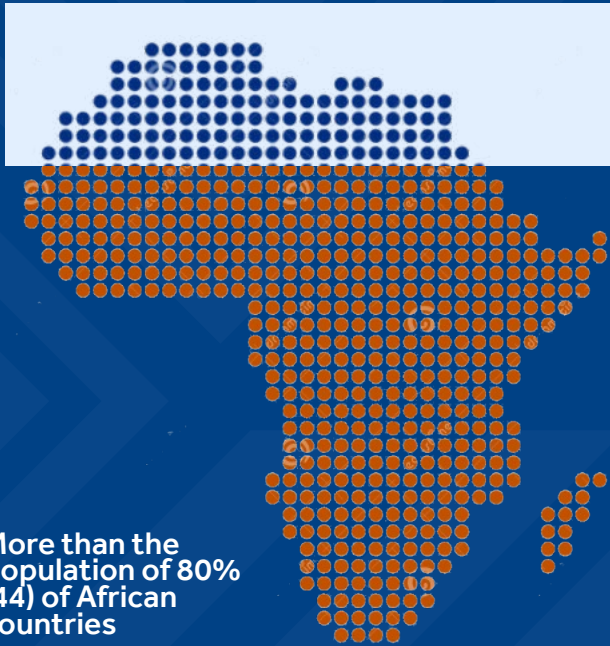 More than the
opulation of 80%
44) of African
ountries